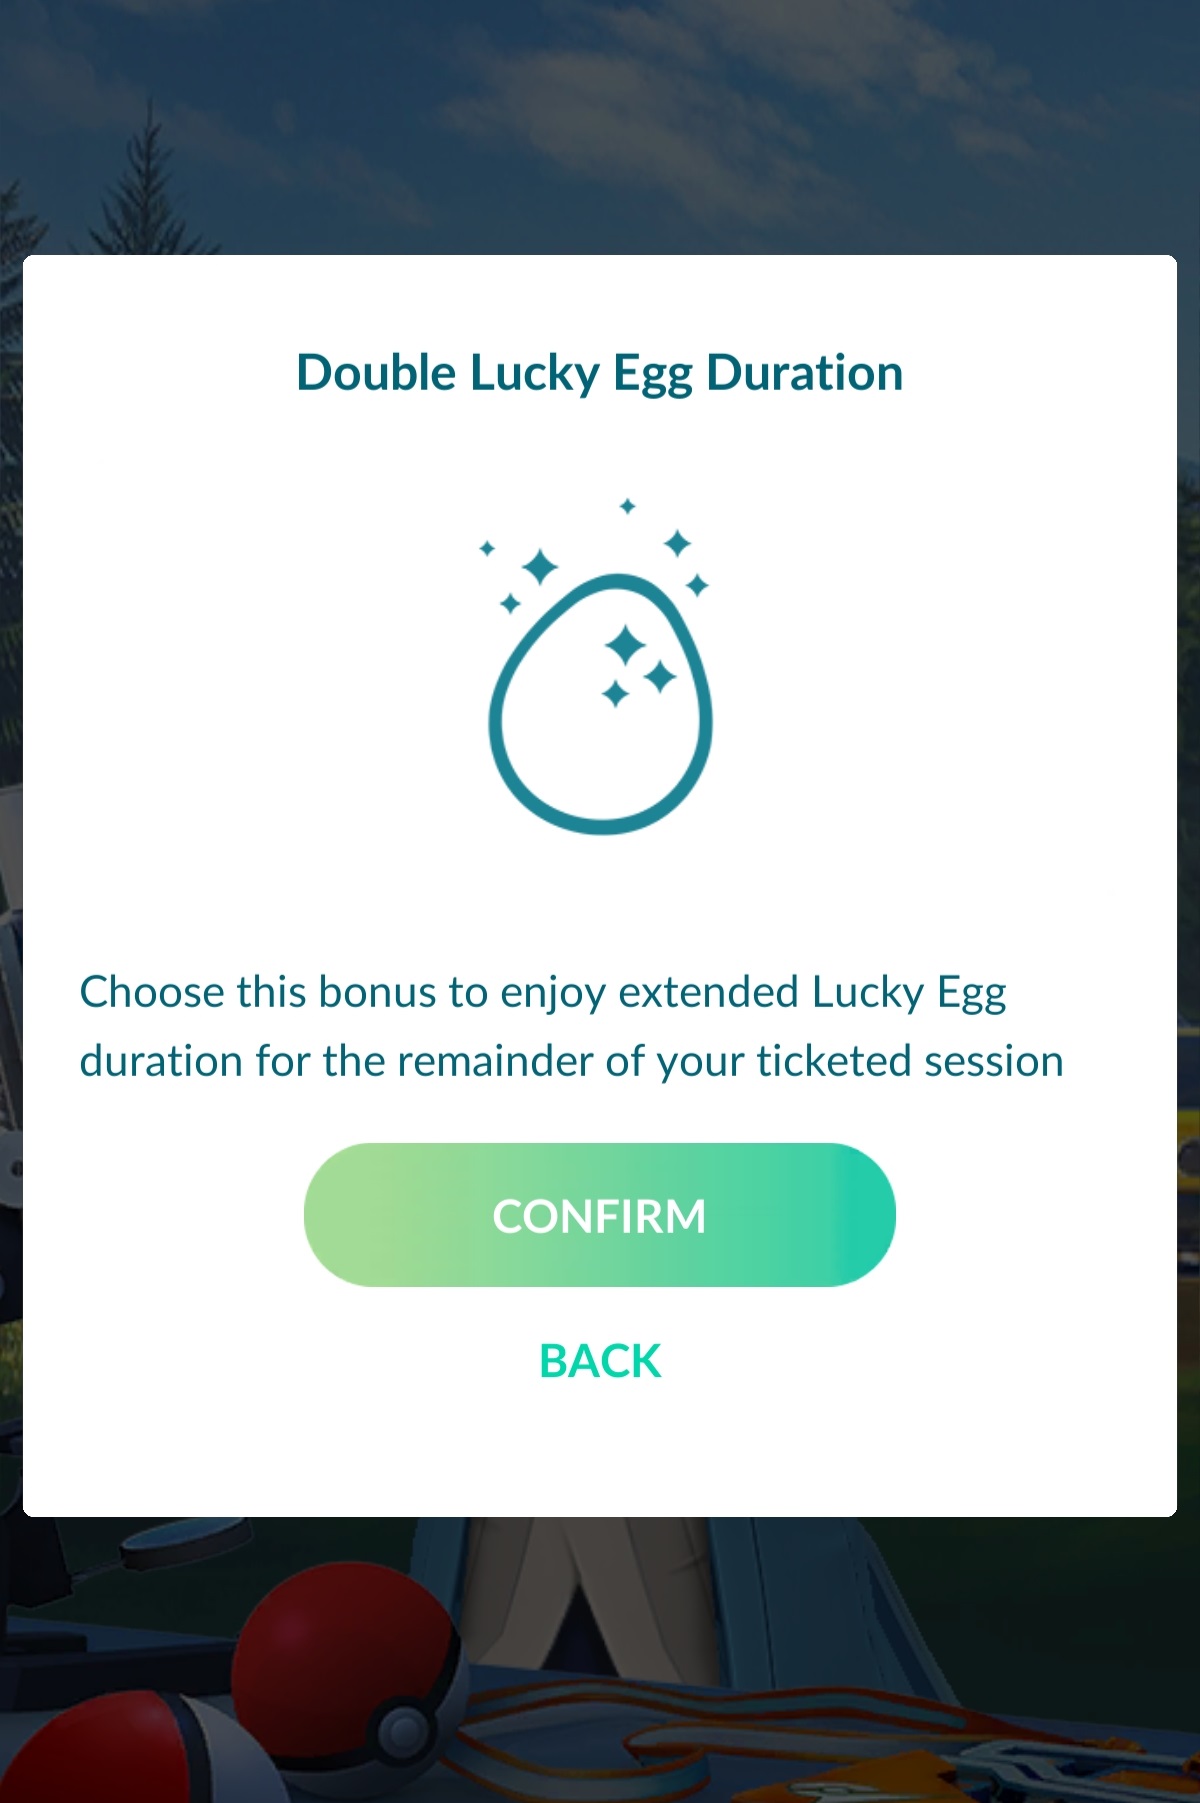 Double Lucky Egg Duration
Choose this bonus to enjoy extended Lucky Egg
duration for the remainder of your ticketed session
CONFIRM
BACK